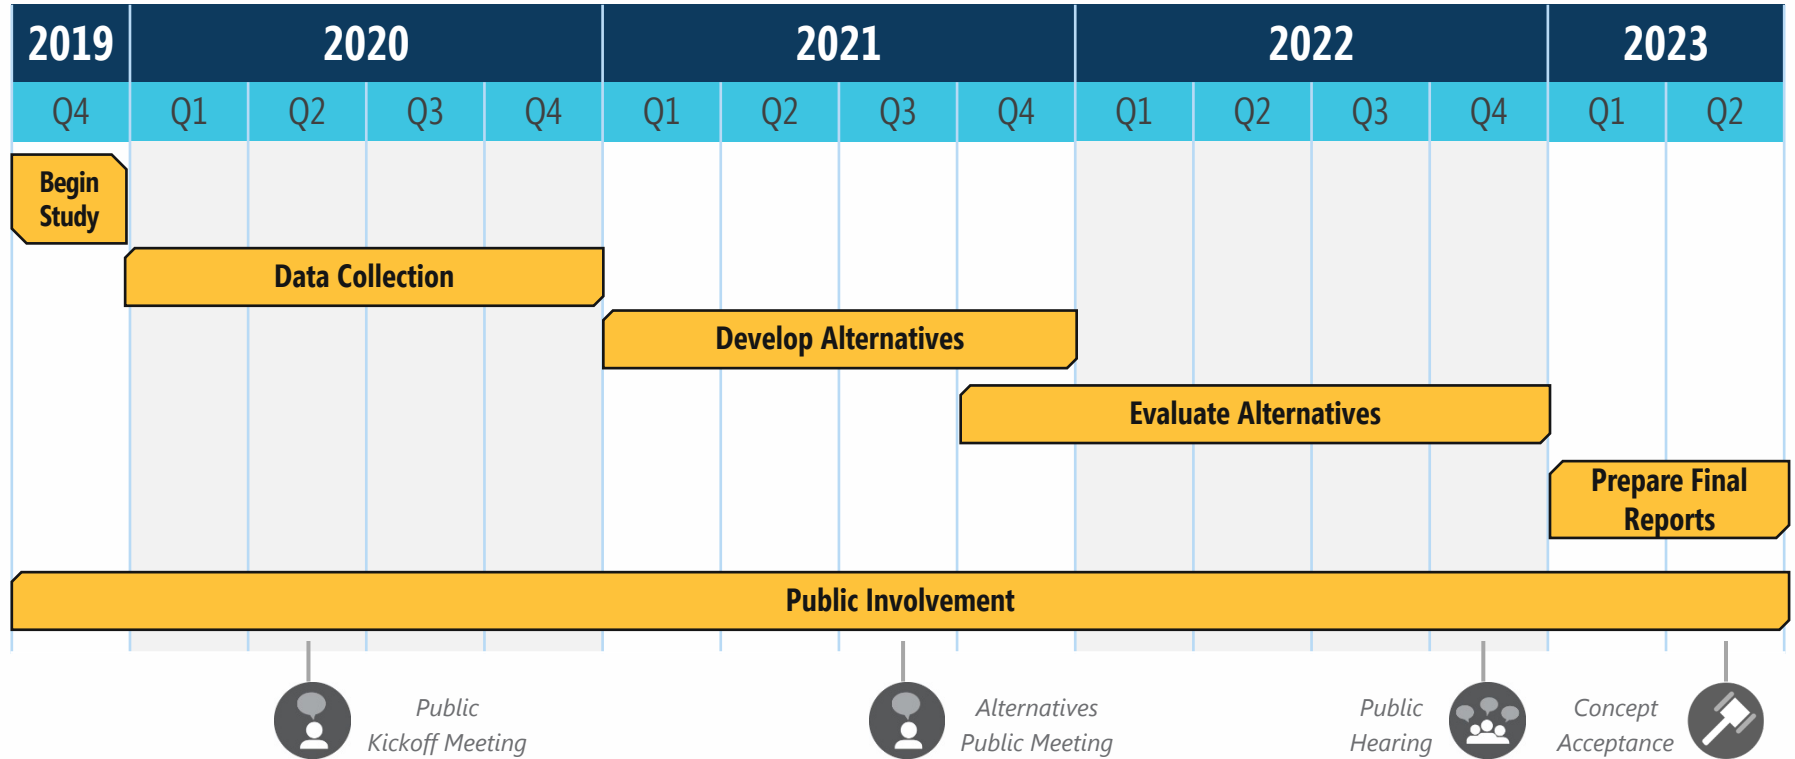 2019 2020 2021 2022 2023
Q4 Q1 Q2 Q3 Q4 Q1 Q2 Q3 Q4 Q1 Q2 Q3 Q4 Q1 Q2
Begin
Study
Data Collection
Develop Alternatives
Evaluate Alternatives
Prepare Final
Reports
Public Involvement
Public
Kickoff Meeting
Alternatives
Public Meeting
Public
Hearing
Concept
Acceptance